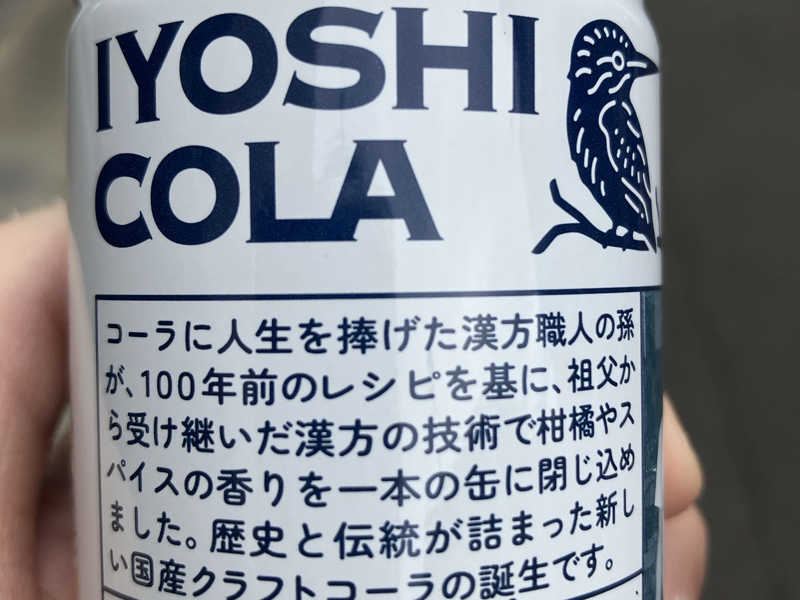 IYOSHI
COLA
コーラに人生を捧げた漢方職人の孫
が、100年前のレシピを基に、祖父か
ら受け継いだ漢方の技術で柑橘やス
パイスの香りを一本の缶に閉じ込め
ました。歴史と伝統が詰まった新し
い国産クラフトコーラの誕生です。